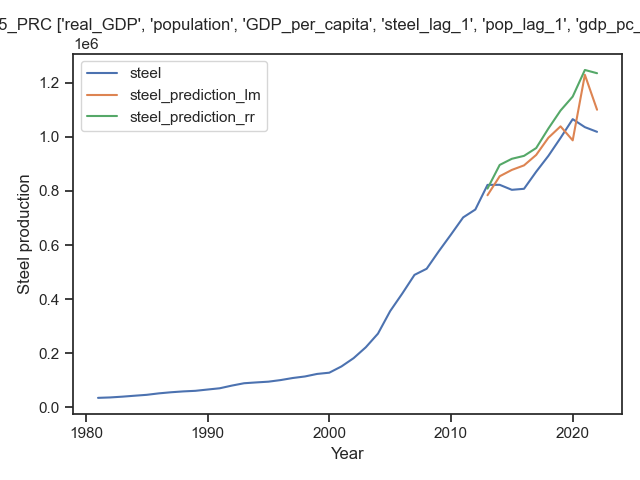 5_PRC ['real_GDP', 'population', 'GDP_per_capita', 'steel_lag_1', 'pop_lag_1', 'gdp_pc_
1e6
steel
steel_prediction_lm
steel_prediction_rr
1.2
1.0
0.8
0.6
0.4
0.2
0.0
Steel production
1980
1990
2000
2010
2020
Year